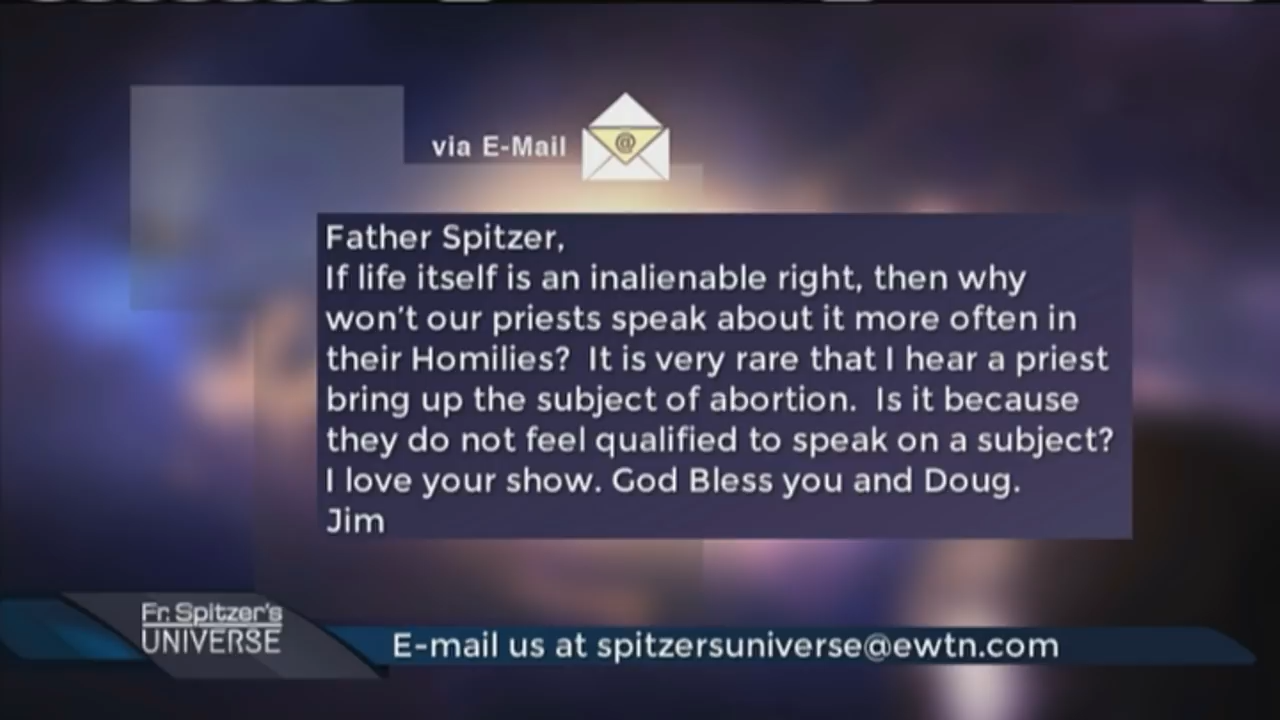 via E-Mail
@
Father Spitzer,
If life itself is an inalienable right, then why
won't our priests speak about it more often in
their Homilies?  It is very rare that I hear a priest
bring up the subject of abortion.  Is it because
they do not feel qualified to speak on a subject?
I love your show. God Bless you and Doug.
Jim
Fr. Spitzer's
UNIVERSE
E-mail us at spitzersuniverse@ewtn.com